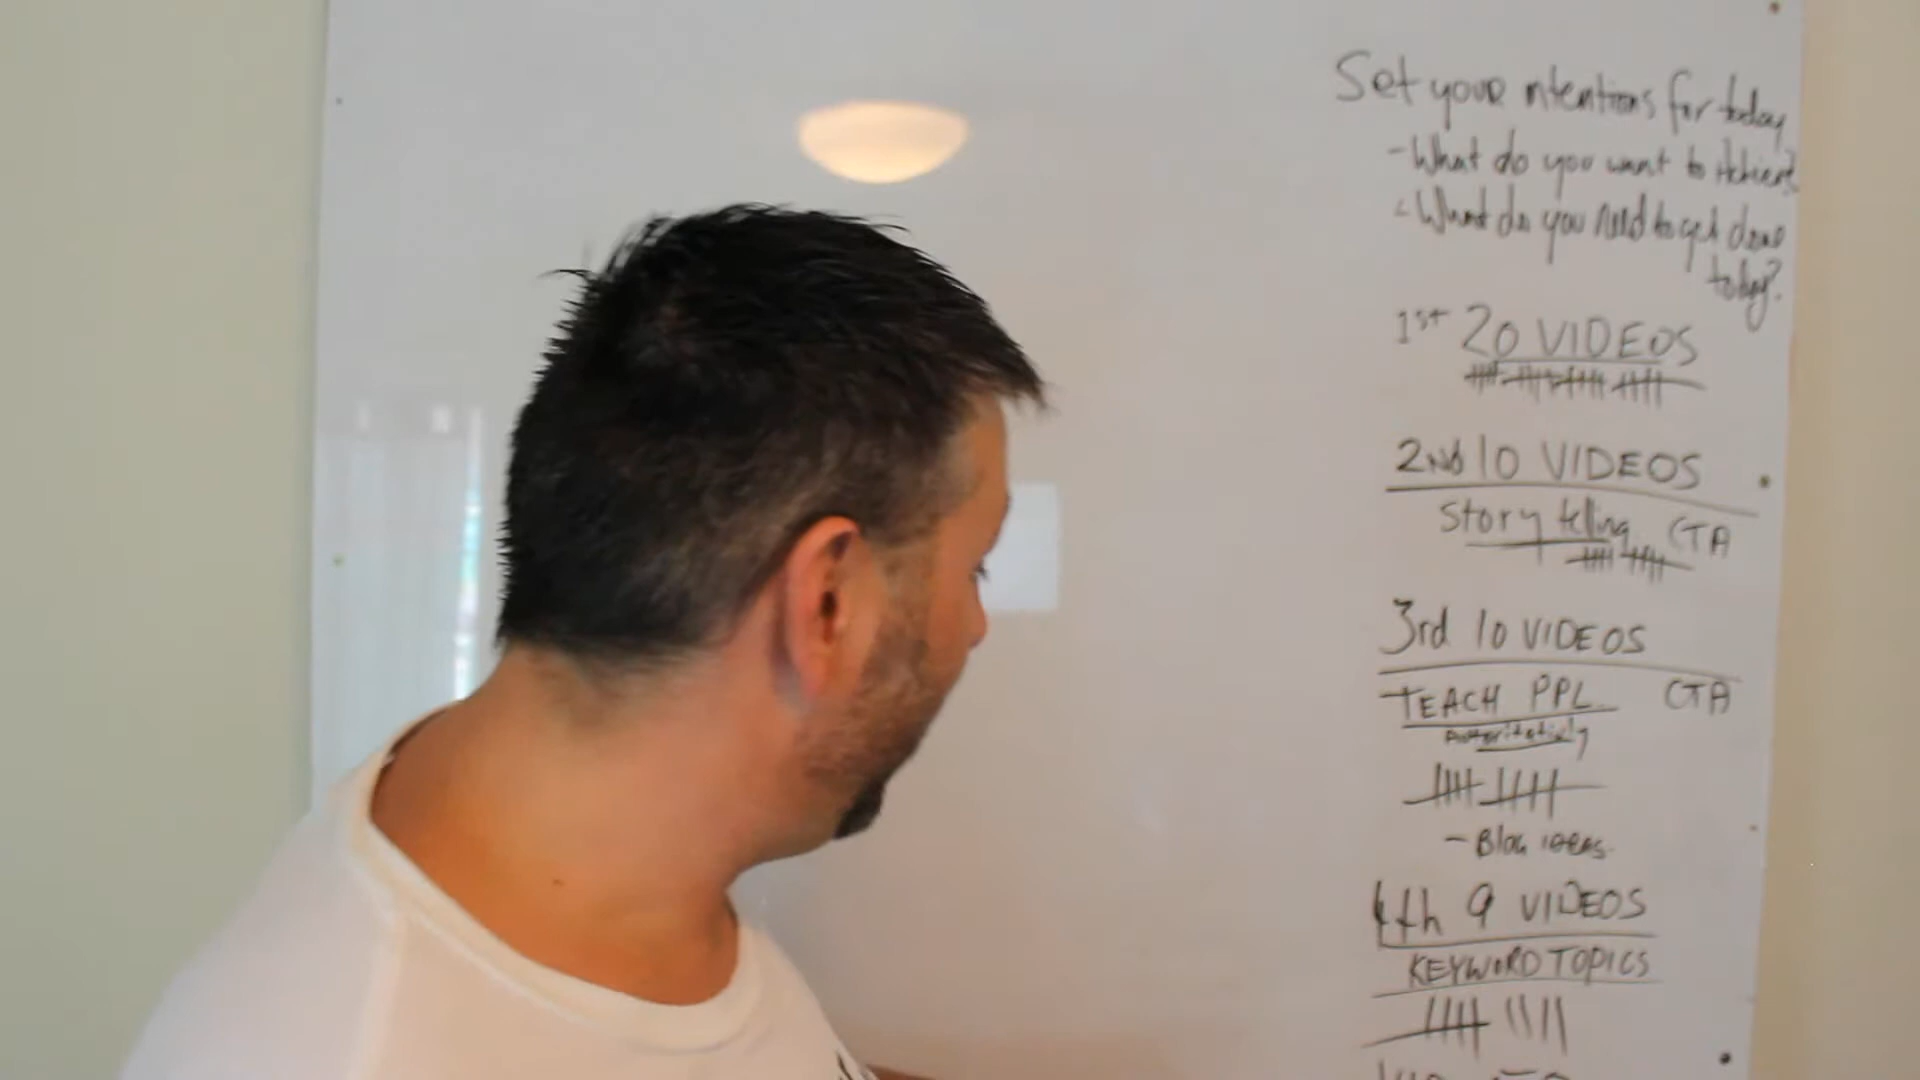 Set your intentions for today
- What do you want to Achieve?
- What do you need to get done
today?
1st 20 VIDEOS
2nd 10 VIDEOS
Story telling CTA
3rd 10 VIDEOS
TEACH PPL. CTA
Authoritatively
- Blog ideas
4th 9 VIDEOS
KEYWORD TOPICS